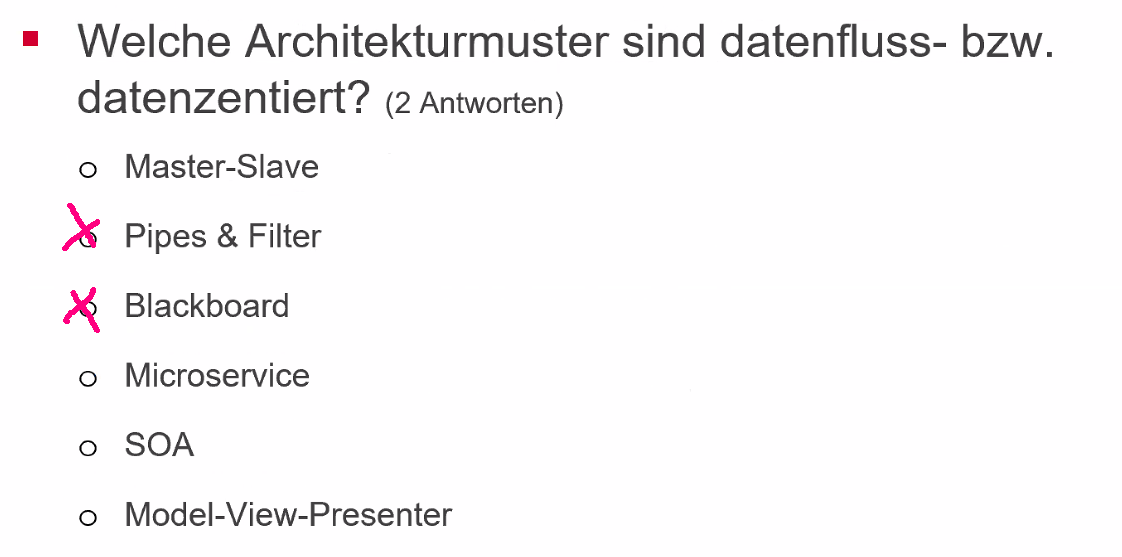 Welche Architekturmuster sind datenfluss- bzw.
datenzentiert? (2 Antworten)
Master-Slave
Pipes & Filter
Blackboard
Microservice
SOA
Model-View-Presenter